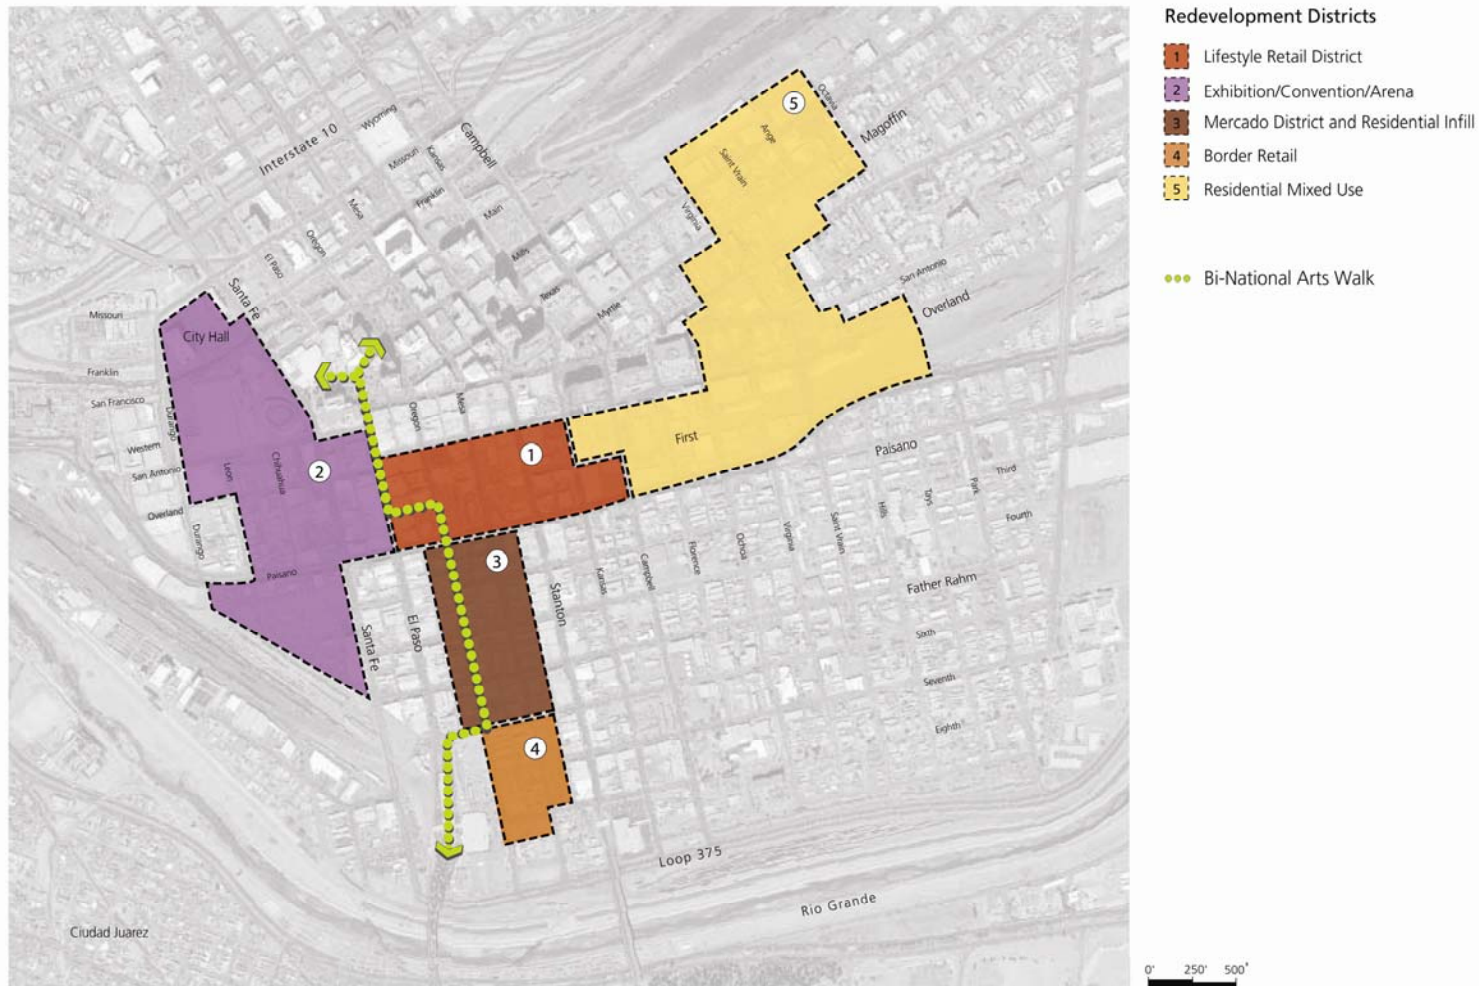 Redevelopment Districts
1 Lifestyle Retail District
2 Exhibition/Convention/Arena
3 Mercado District and Residential Infill
4 Border Retail
5 Residential Mixed Use
Bi-National Arts Walk
5
Octavia
Ange
Magoffin
Wyoming
Interstate 10
Campbell
Missouri
Kansas
Saint Vrain
Franklin
Mesa
Main
Virginia
Oregon
Mills
El Paso
San Antonio
Santa Fe
Texas
Overland
Myrtle
Missouri
City Hall
Franklin
San Francisco
Durango
Oregon
Mesa
First
Western
San Antonio
Leon
Chihuahua
2
1
Paisano
Third
Park
Tays
Hills
Fourth
Overland
Durango
Saint Vrain
Virginia
Ochoa
Florence
Campbell
Kansas
Paisano
3
Stanton
Father Rahm
El Paso
Santa Fe
Sixth
Seventh
Eighth
4
Loop 375
Rio Grande
Ciudad Juarez
0' 250' 500'